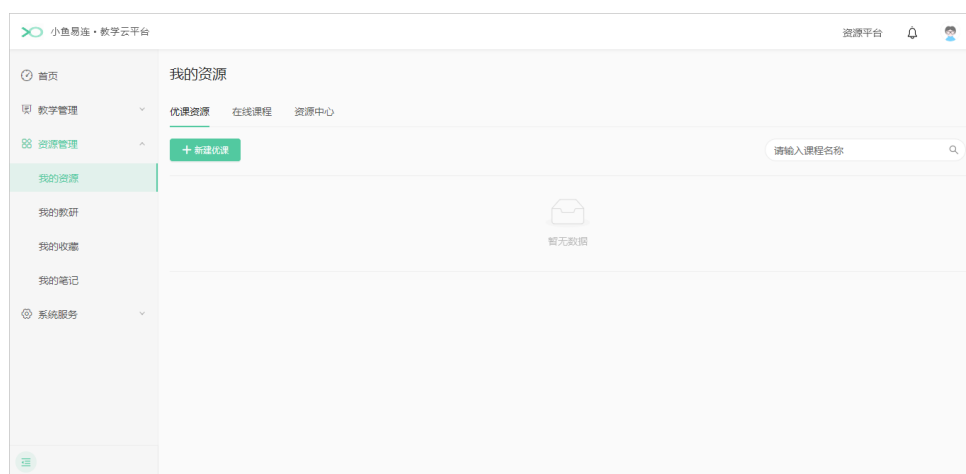 小鱼易连·教学云平台
资源平台
首页
教学管理
资源管理
我的资源
我的教研
我的收藏
我的笔记
系统服务
我的资源
优课资源 在线课程 资源中心
+ 新建优课
请输入课程名称
暂无数据